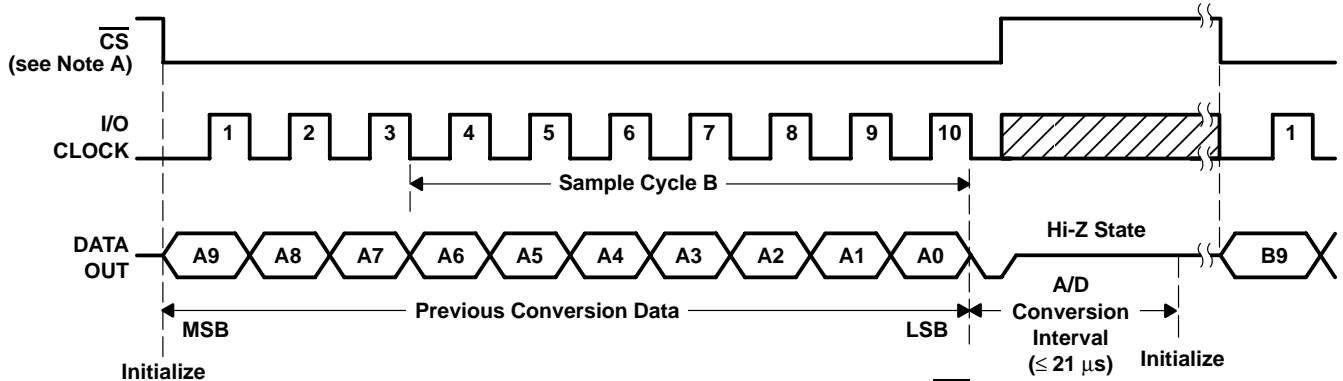 CS
(see Note A)
I/O
CLOCK
1 2 3 4 5 6 7 8 9 10 1
Sample Cycle B
DATA
OUT
A9 A8 A7 A6 A5 A4 A3 A2 A1 A0 B9
Hi-Z State
Previous Conversion Data
MSB
LSB
A/D
Conversion
Interval
(≤ 21 μs)
Initialize
Initialize